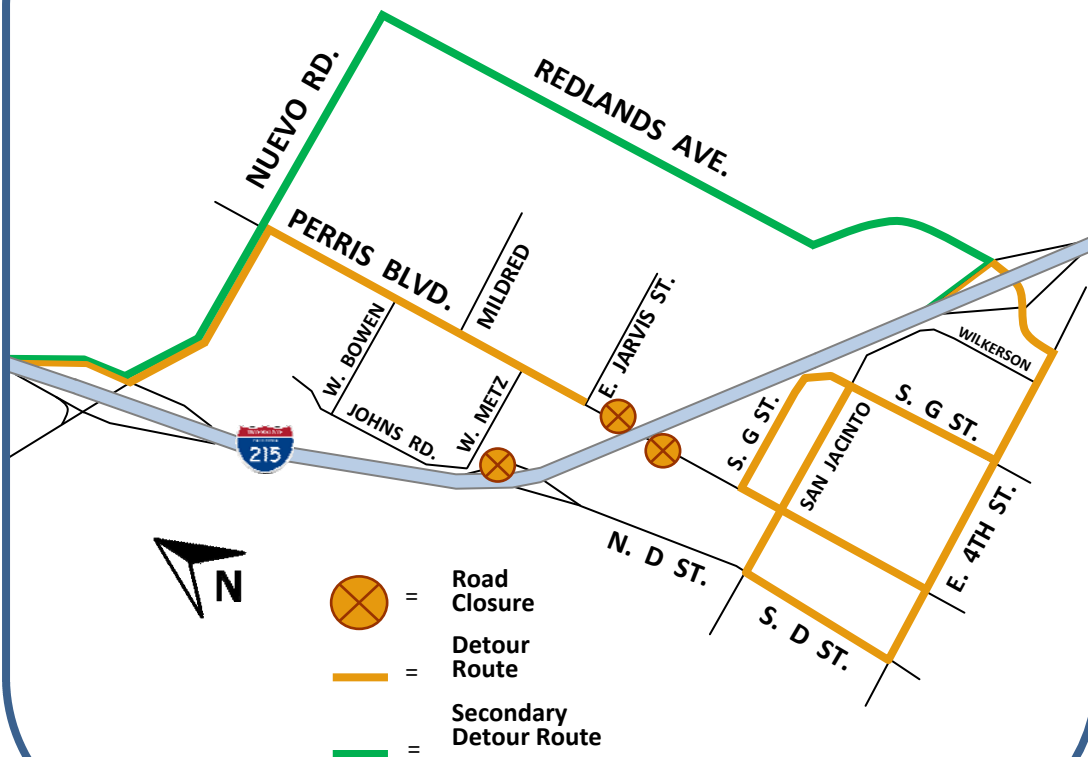 NUEVO RD.
REDLANDS AVE.
PERRIS BLVD.
MILDRED
W. BOWEN
E. JARVIS ST.
JOHNS RD.
W. METZ
WILKERSON
S. G ST.
S. G ST.
SAN JACINTO
215
N. D ST.
E. 4TH ST.
S. D ST.
N
= Road
Closure
= Detour
Route
= Secondary
Detour Route